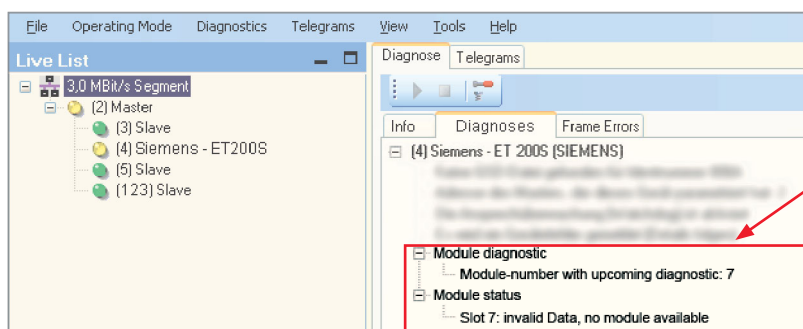 File Operating Mode Diagnostics Telegrams View Tools Help
Live List
3,0 MBit/s Segment
(2) Master
(3) Slave
(4) Siemens - ET200S
(5) Slave
(123) Slave
Diagnose Telegrams
Info Diagnoses Frame Errors
(4) Siemens - ET 200S (SIEMENS)
Module diagnostic
Module-number with upcoming diagnostic: 7
Module status
Slot 7: invalid Data, no module available